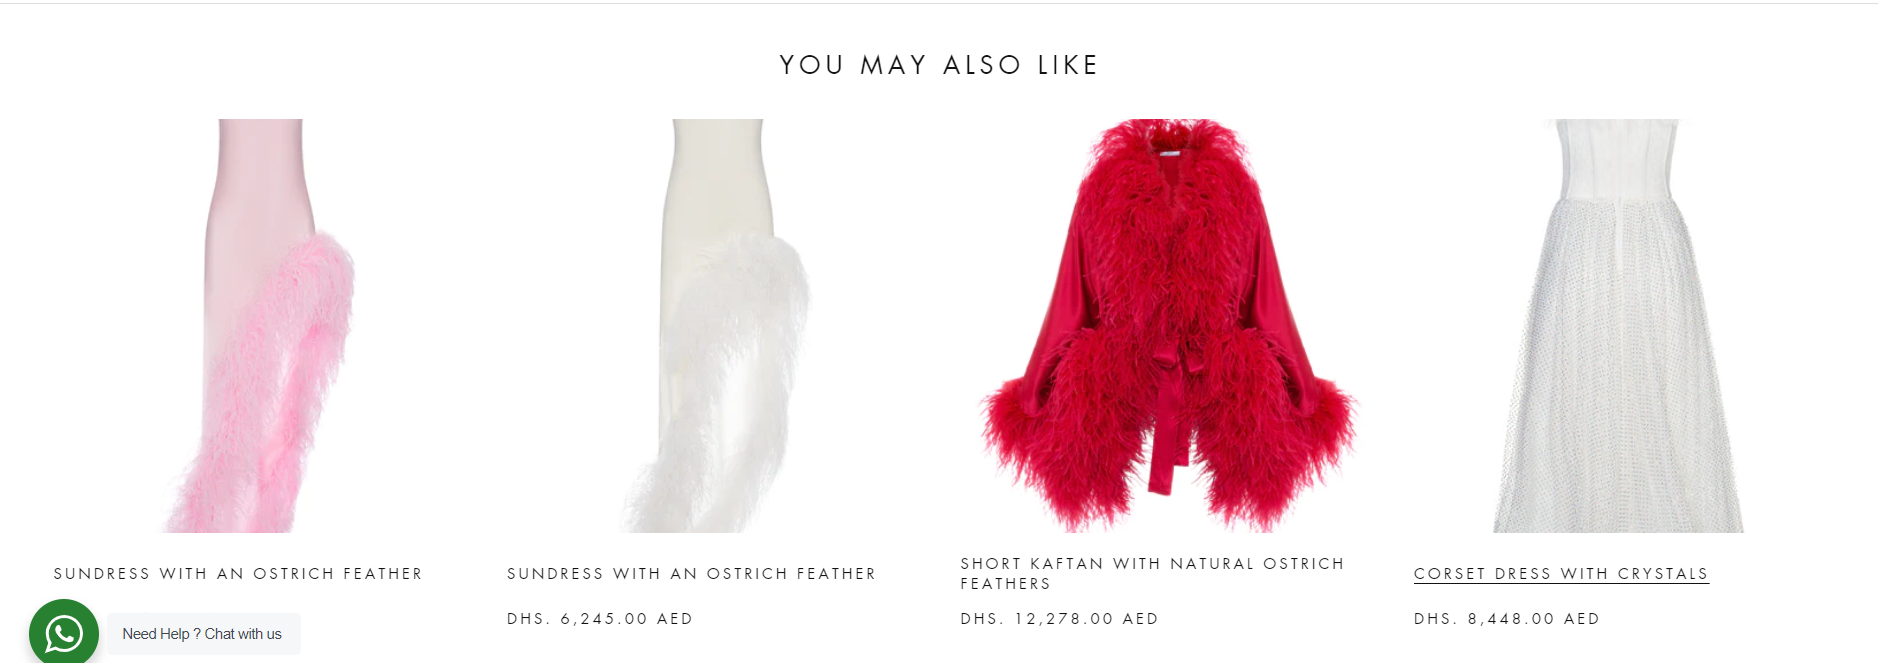 YOU MAY ALSO LIKE
SUNDRESS WITH AN OSTRICH FEATHER
Need Help ? Chat with us
SUNDRESS WITH AN OSTRICH FEATHER
DHS. 6,245.00 AED
SHORT KAFTAN WITH NATURAL OSTRICH
FEATHERS
DHS. 12,278.00 AED
CORSET DRESS WITH CRYSTALS
DHS. 8,448.00 AED